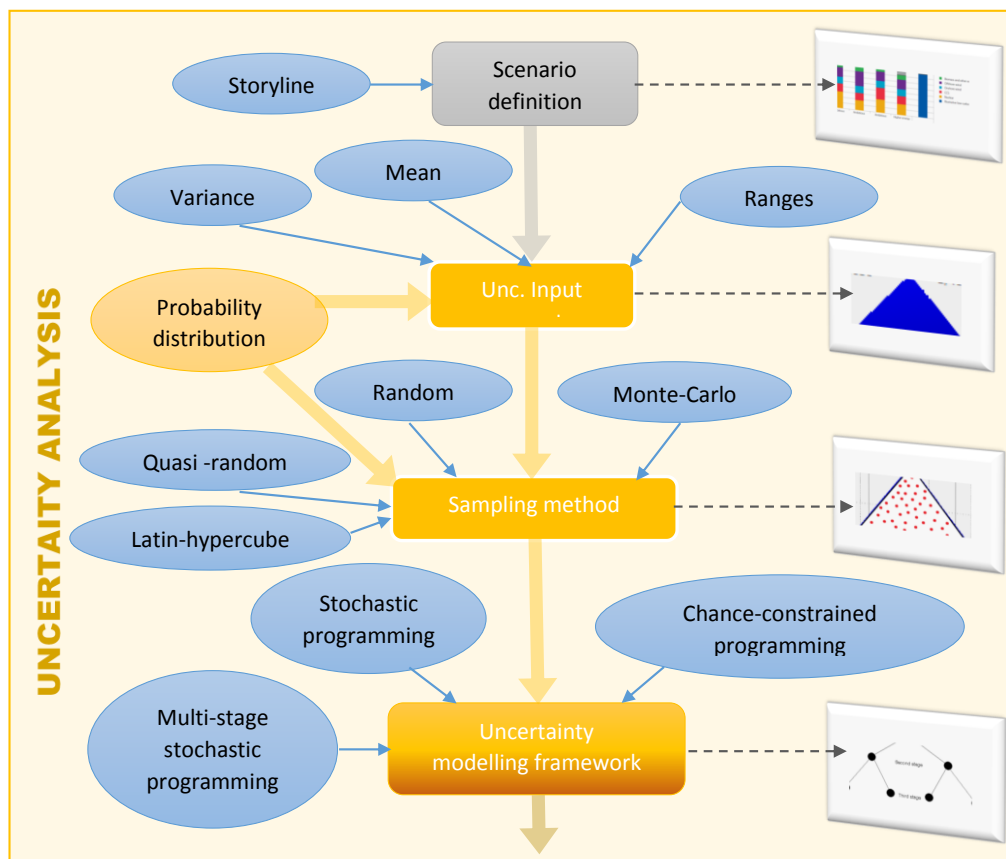 Storyline
Scenario
definition
Mean
Variance
Ranges
Unc. Input
Probability
distribution
Random
Monte-Carlo
Quasi -random
Sampling method
Latin-hypercube
Stochastic
programming
Chance-constrained
programming
Uncertainty
modelling framework
Multi-stage
stochastic
programming
Second stage
Third stage
UNCERTAITY ANALYSIS